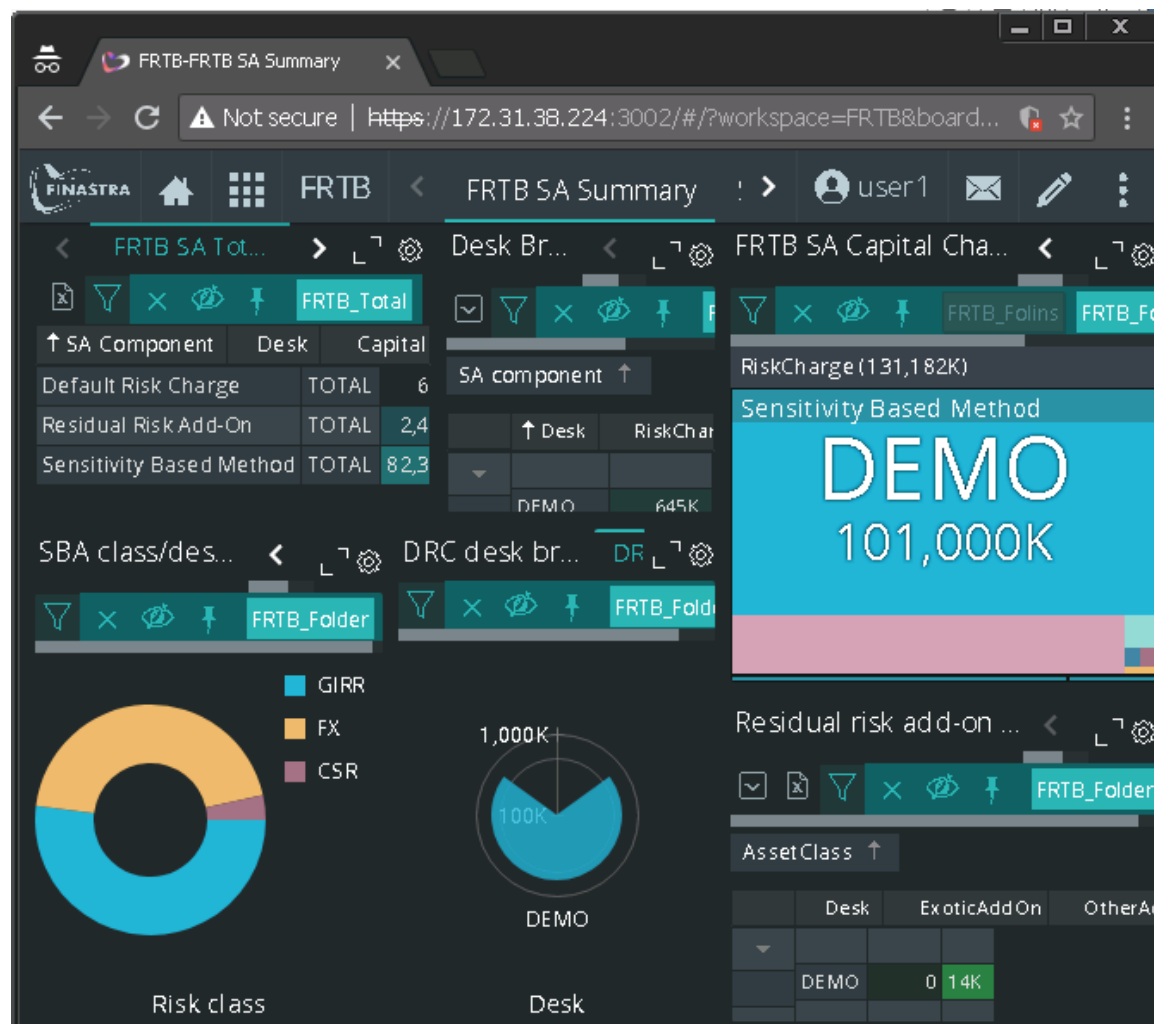 FRTB-FRTB SA Summary
Not secure | https://172.31.38.224:3002/#/?workspace=FRTB&board...
FINASTRA FRTB FRTB SA Summary user1
FRTB SA Tot...
FRTB_Total
SA Component Desk Capital
Default Risk Charge TOTAL 6
Residual Risk Add-On TOTAL 2,4
Sensitivity Based Method TOTAL 82,3
Desk Br...
SA component
Desk RiskChar
DEMO 645K
FRTB SA Capital Cha...
FRTB_Folins FRTB_Fo
RiskCharge(131,182K)
Sensitivity Based Method
DEMO
101,000K
SBA class/des...
FRTB_Folder
GIRR
FX
CSR
Risk class
DRC desk br... DR
FRTB_Folde
1,000K
100K
DEMO
Desk
Residual risk add-on ...
FRTB_Folder
AssetClass
Desk ExoticAddOn OtherAd
DEMO 0 14K